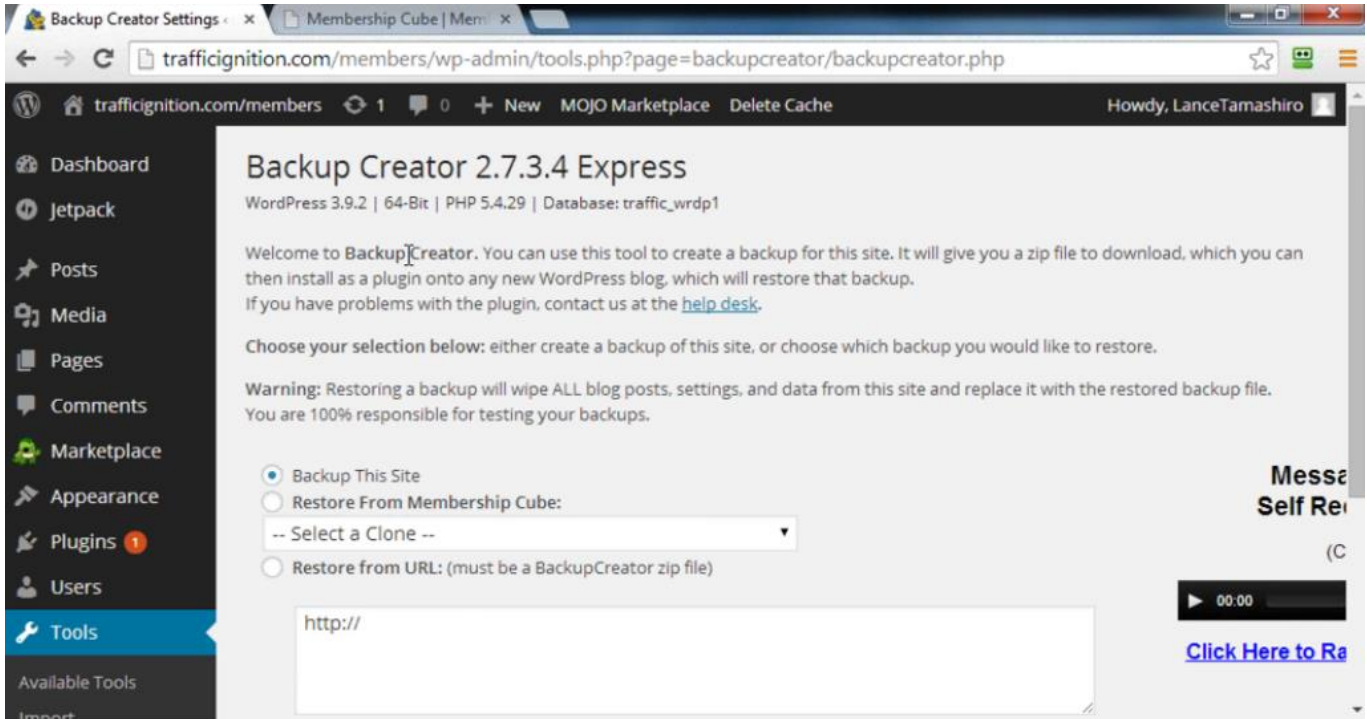 Backup Creator Settings
Membership Cube | Mem
trafficignition.com/members/wp-admin/tools.php?page=backupcreator/backupcreator.php
trafficignition.com/members 1 0 + New MOJO Marketplace Delete Cache Howdy, LanceTamashiro
Dashboard
Jetpack
Posts
Media
Pages
Comments
Marketplace
Appearance
Plugins 1
Users
Tools
Available Tools
Import
Backup Creator 2.7.3.4 Express
WordPress 3.9.2 | 64-Bit | PHP 5.4.29 | Database: traffic_wrdp1
Welcome to Backup Creator. You can use this tool to create a backup for this site. It will give you a zip file to download, which you can
then install as a plugin onto any new WordPress blog, which will restore that backup.
If you have problems with the plugin, contact us at the help desk.
Choose your selection below: either create a backup of this site, or choose which backup you would like to restore.
Warning: Restoring a backup will wipe ALL blog posts, settings, and data from this site and replace it with the restored backup file.
You are 100% responsible for testing your backups.
Backup This Site
Restore From Membership Cube:
-- Select a Clone --
Restore from URL: (must be a BackupCreator zip file)
http://
Messa
Self Re
(C
00:00
Click Here to Ra